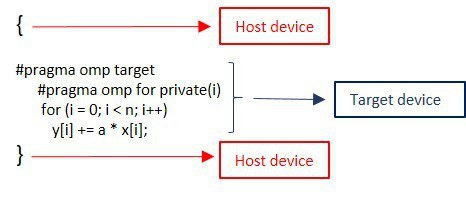 { Host device
#pragma omp target
#pragma omp for private(i)
for (i = 0; i < n; i++) Target device
y[i] += a * x[i];
} Host device